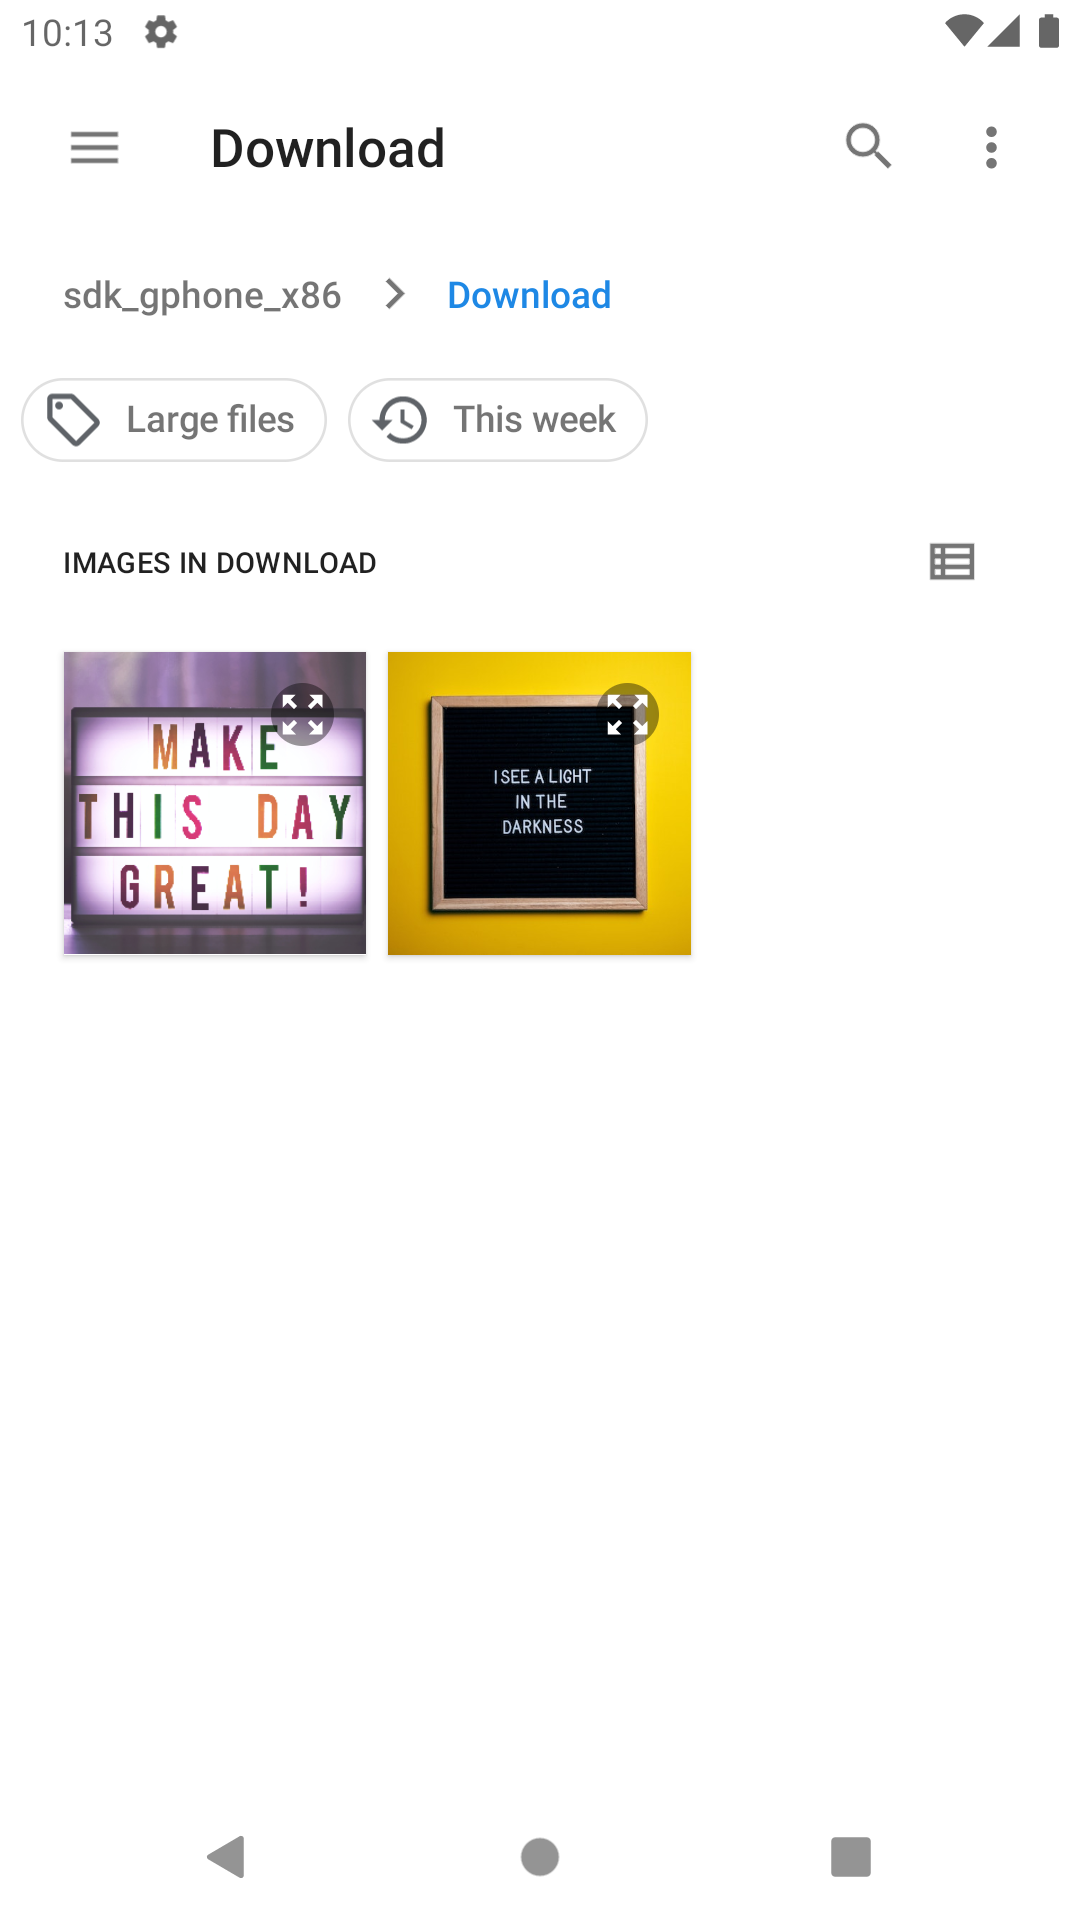 10:13
Download
sdk_gphone_x86 > Download
Large files This week
IMAGES IN DOWNLOAD
MAKE
THIS DAY
GREAT!
I SEE A LIGHT
IN THE
DARKNESS